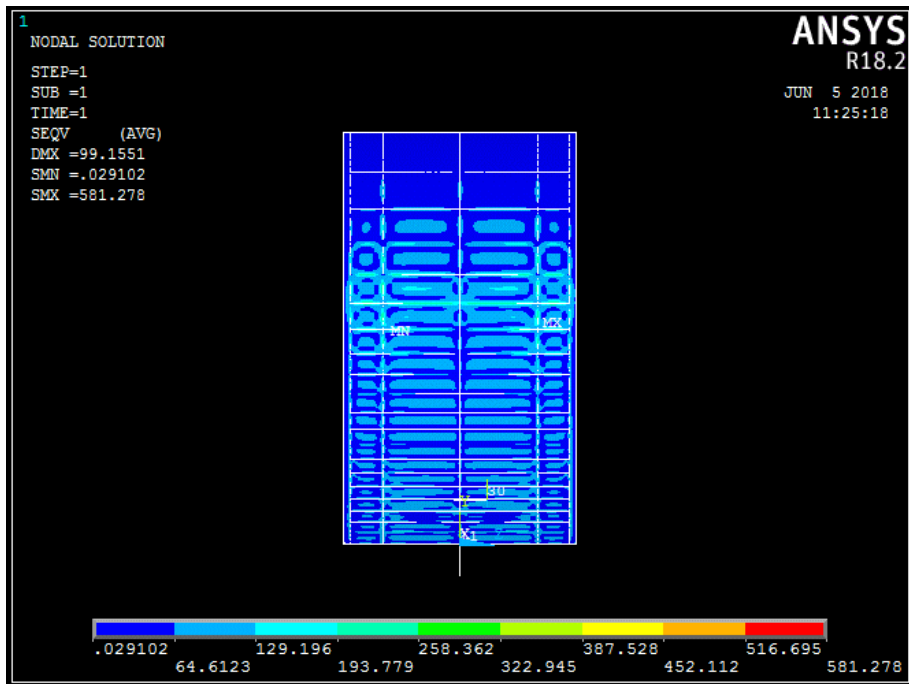 1
NODAL SOLUTION
STEP=1
SUB =1
TIME=1
SEQV (AVG)
DMX =99.1551
SMN =.029102
SMX =581.278
ANSYS
R18.2
JUN 5 2018
11:25:18
MN
MX
30
Y
X1
Z
.029102 129.196 258.362 387.528 516.695
64.6123 193.779 322.945 452.112 581.278